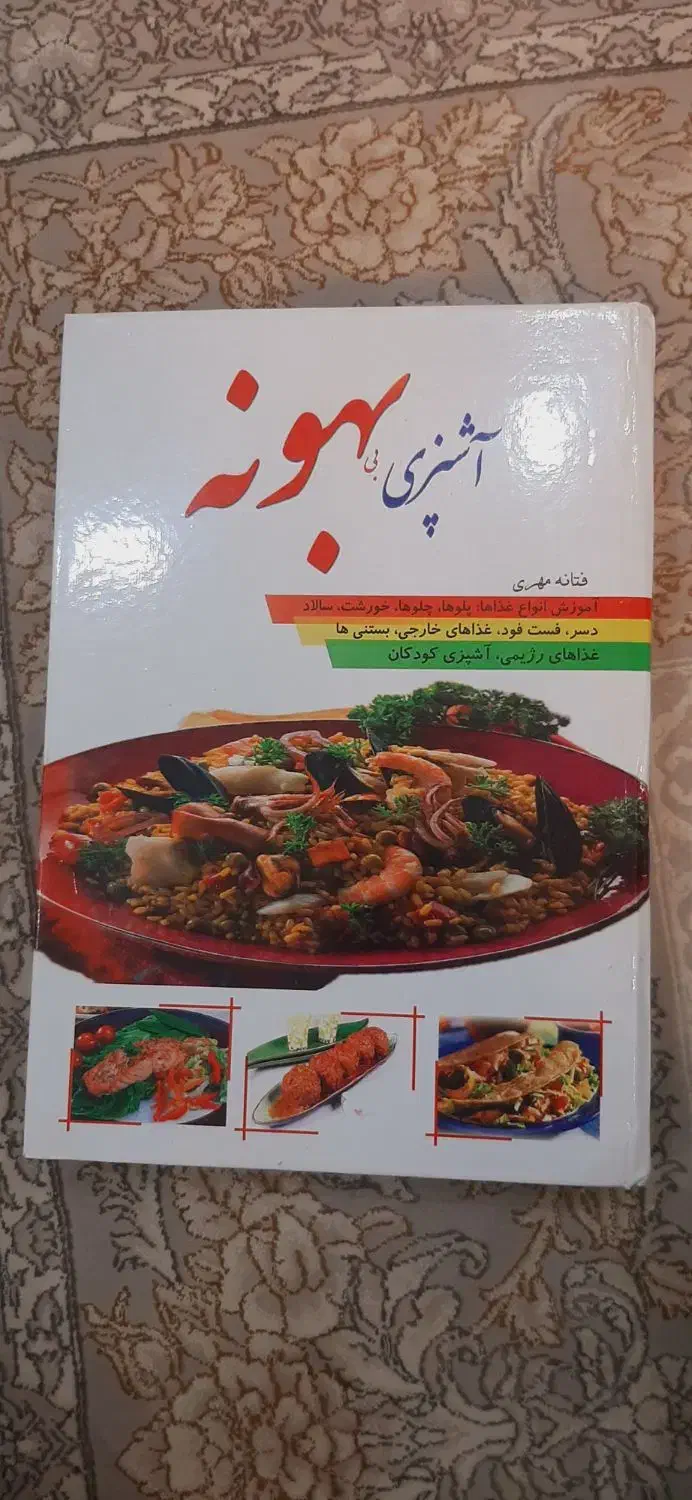 آشپزی بی بهونه
فتانه مهری
آموزش انواع غذاها: پلوها، چلوها، خورشت، سالاد
دسر، فست فود، غذاهای خارجی، بستنی ها
غذاهای رژیمی، آشپزی کودکان